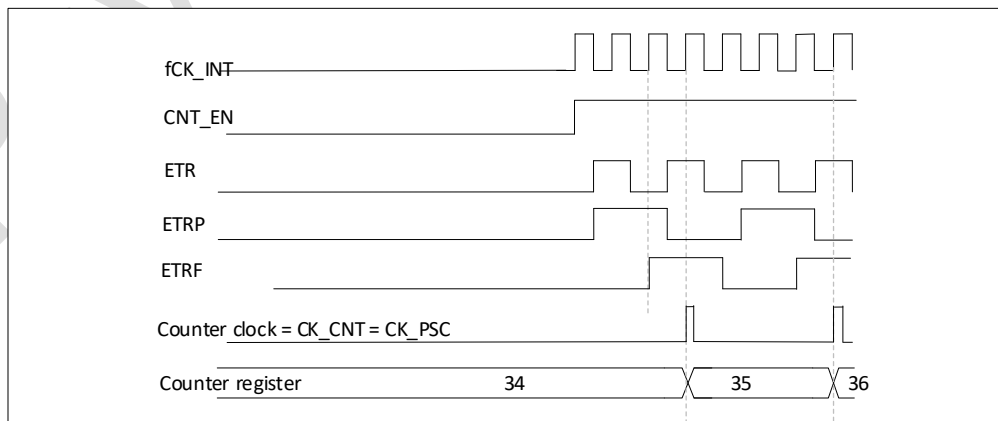 fCK_INT
CNT_EN
ETR
ETRP
ETRF
Counter clock = CK_CNT = CK_PSC
Counter register 34 35 36